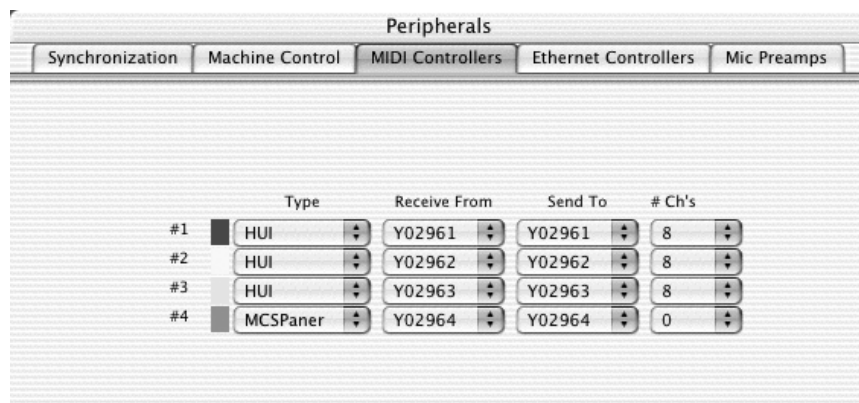 Peripherals
Synchronization Machine Control MIDI Controllers Ethernet Controllers Mic Preamps
Type Receive From Send To # Ch's
#1 HUI Y02961 Y02961 8
#2 HUI Y02962 Y02962 8
#3 HUI Y02963 Y02963 8
#4 MCSPaner Y02964 Y02964 0